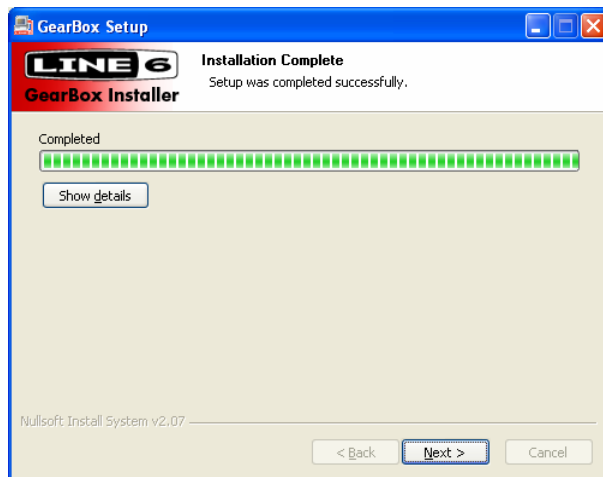 GearBox Setup
LINE 6
GearBox Installer
Installation Complete
Setup was completed successfully.
Completed
Show details
Nullsoft Install System v2.07
< Back
Next >
Cancel